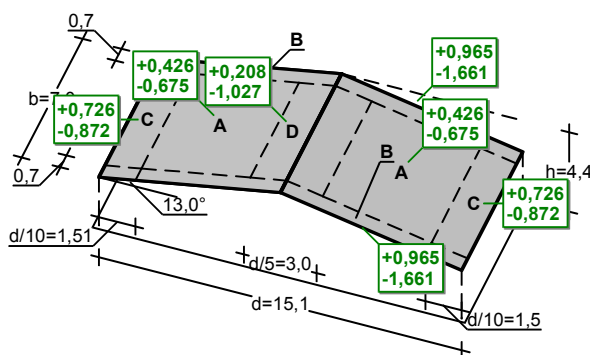 0,7
B
+0,426
-0,675
+0,208
-1,027
+0,965
-1,661
+0,726
-0,872
+0,426
-0,675
C
A
D
B
A
0,7
h=4,4
13,0°
C
+0,726
-0,872
d/10=1,51
d/5=3,0
+0,965
-1,661
d=15,1
d/10=1,5